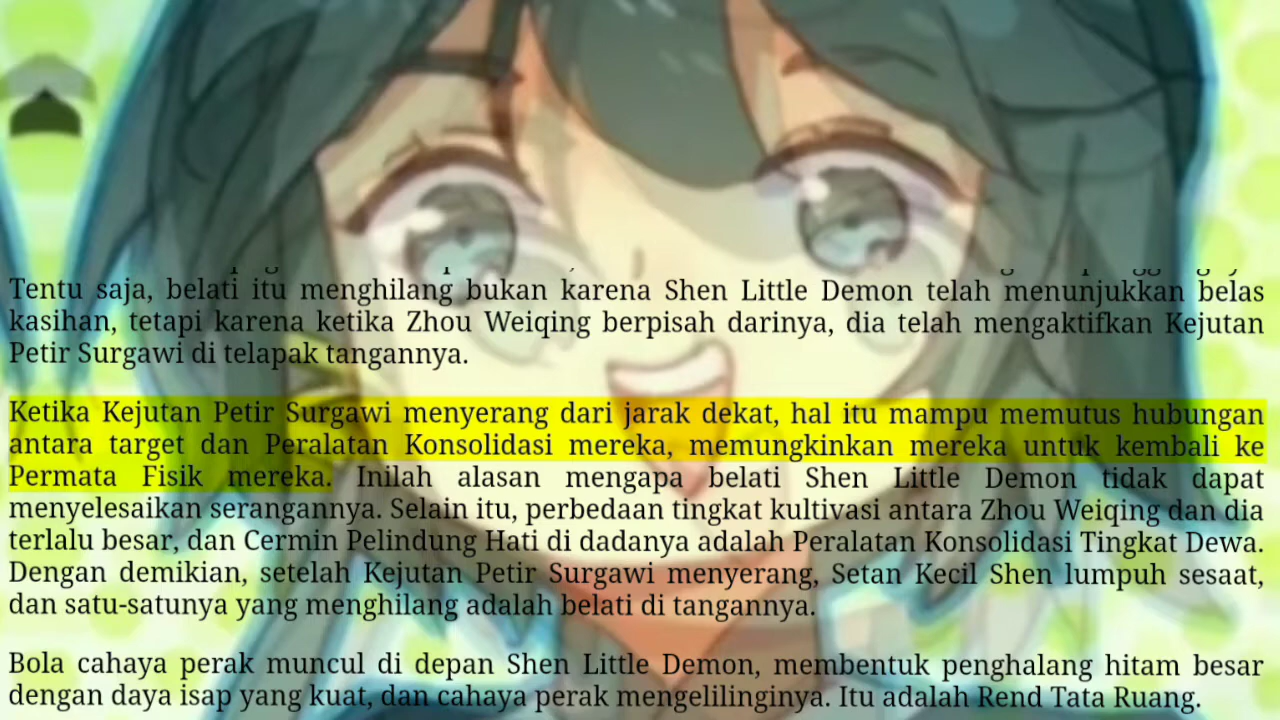 Tentu saja, belati itu menghilang bukan karena Shen Little Demon telah menunjukkan belas
kasihan, tetapi karena ketika Zhou Weiqing berpisah darinya, dia telah mengaktifkan Kejutan
Petir Surgawi di telapak tangannya.
Ketika Kejutan Petir Surgawi menyerang dari jarak dekat, hal itu mampu memutus hubungan
antara target dan Peralatan Konsolidasi mereka, memungkinkan mereka untuk kembali ke
Permata Fisik mereka. Inilah alasan mengapa belati Shen Little Demon tidak dapat
menyelesaikan serangannya. Selain itu, perbedaan tingkat kultivasi antara Zhou Weiqing dan dia
terlalu besar, dan Cermin Pelindung Hati di dadanya adalah Peralatan Konsolidasi Tingkat Dewa.
Dengan demikian, setelah Kejutan Petir Surgawi menyerang, Setan Kecil Shen lumpuh sesaat,
dan satu-satunya yang menghilang adalah belati di tangannya.
Bola cahaya perak muncul di depan Shen Little Demon, membentuk penghalang hitam besar
dengan daya isap yang kuat, dan cahaya perak mengelilinginya. Itu adalah Rend Tata Ruang.